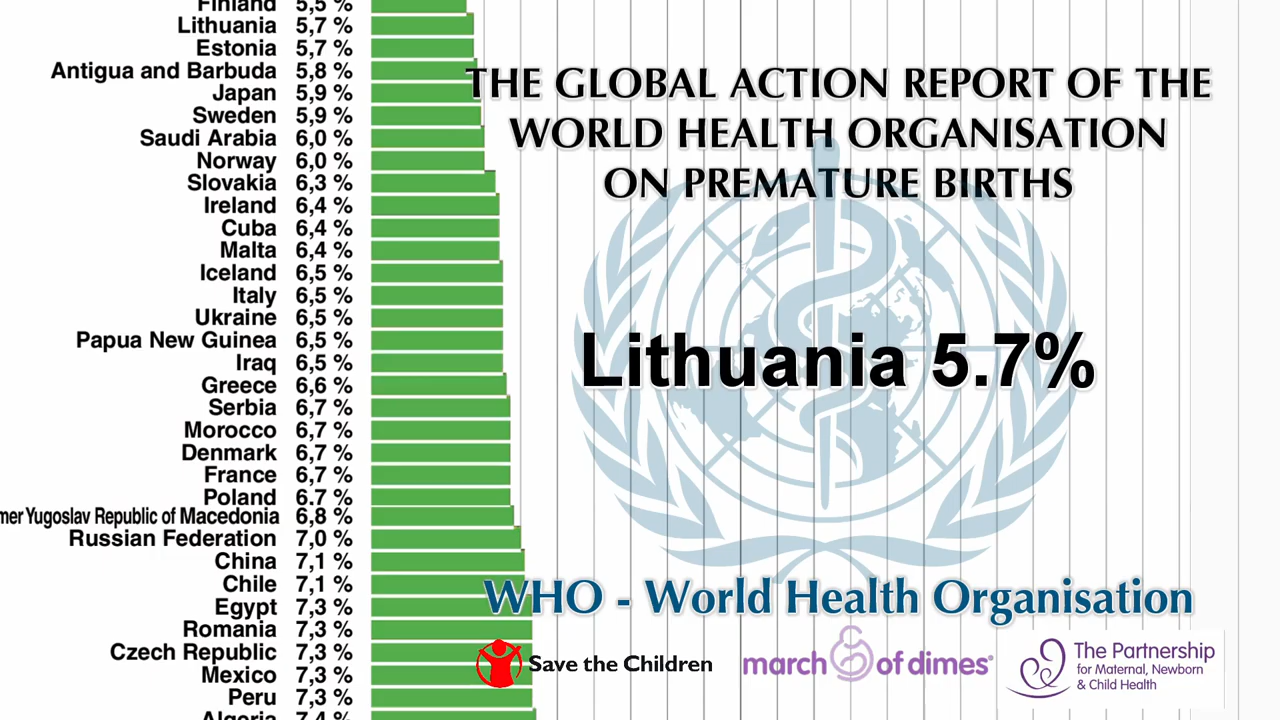 Finland 5,5 %
Lithuania 5,7 %
Estonia 5,7 %
Antigua and Barbuda 5,8 %
Japan 5,9 %
Sweden 5,9 %
Saudi Arabia 6,0 %
Norway 6,0 %
Slovakia 6,3 %
Ireland 6,4 %
Cuba 6,4 %
Malta 6,4 %
Iceland 6,5 %
Italy 6,5 %
Ukraine 6,5 %
Papua New Guinea 6,5 %
Iraq 6,5 %
Greece 6,6 %
Serbia 6,7 %
Morocco 6,7 %
Denmark 6,7 %
France 6,7 %
Poland 6.7 %
mer Yugoslav Republic of Macedonia 6,8 %
Russian Federation 7,0 %
China 7,1 %
Chile 7,1 %
Egypt 7,3 %
Romania 7,3 %
Czech Republic 7,3 %
Mexico 7,3 %
Peru 7,3 %
Algeria 7,4 %
THE GLOBAL ACTION REPORT OF THE
WORLD HEALTH ORGANISATION
ON PREMATURE BIRTHS
Lithuania 5.7%
WHO - World Health Organisation
Save the Children
march of dimes®
The Partnership
for Maternal, Newborn
& Child Health